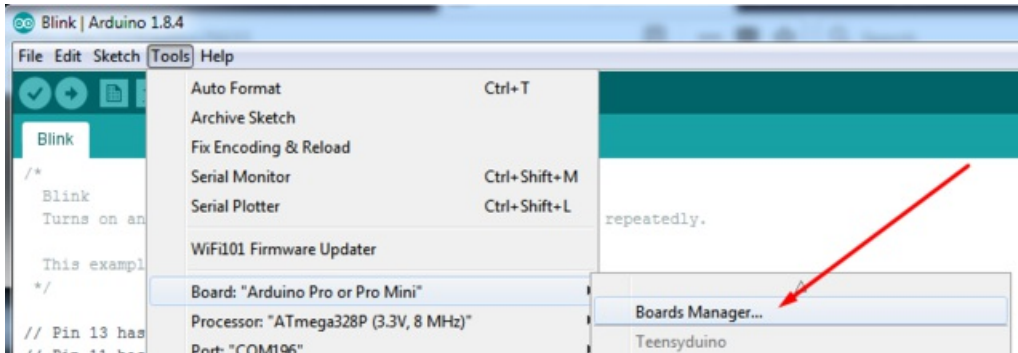 Blink | Arduino 1.8.4
File Edit Sketch Tools Help
Auto Format Ctrl+T
Archive Sketch
Fix Encoding & Reload
Serial Monitor Ctrl+Shift+M
Serial Plotter Ctrl+Shift+L
WiFi101 Firmware Updater
Board: "Arduino Pro or Pro Mini"
Processor: "ATmega328P (3.3V, 8 MHz)"
Port: "COM196"
Boards Manager...
Teensyduino
Blink
/*
Blink
Turns on an repeatedly.
This exampl
*/
// Pin 13 has
// Pin 11 has